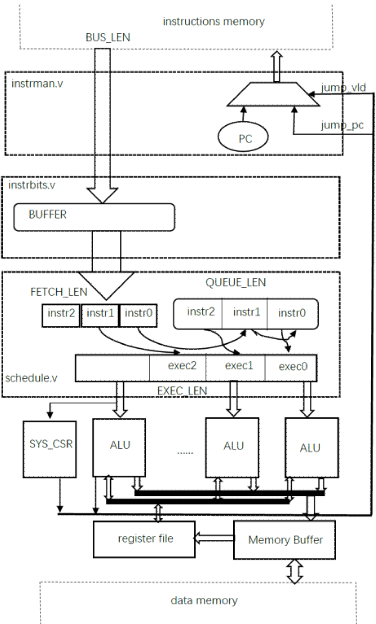 instructions memory
BUS_LEN
instrman.v
jump_vld
jump_pc
PC
instrbits.v
BUFFER
FETCH_LEN
QUEUE_LEN
instr2 instr1 instr0
instr2 instr1 instr0
exec2 exec1 exec0
schedule.v
EXEC_LEN
SYS_CSR
ALU
......
ALU
ALU
register file
Memory Buffer
data memory